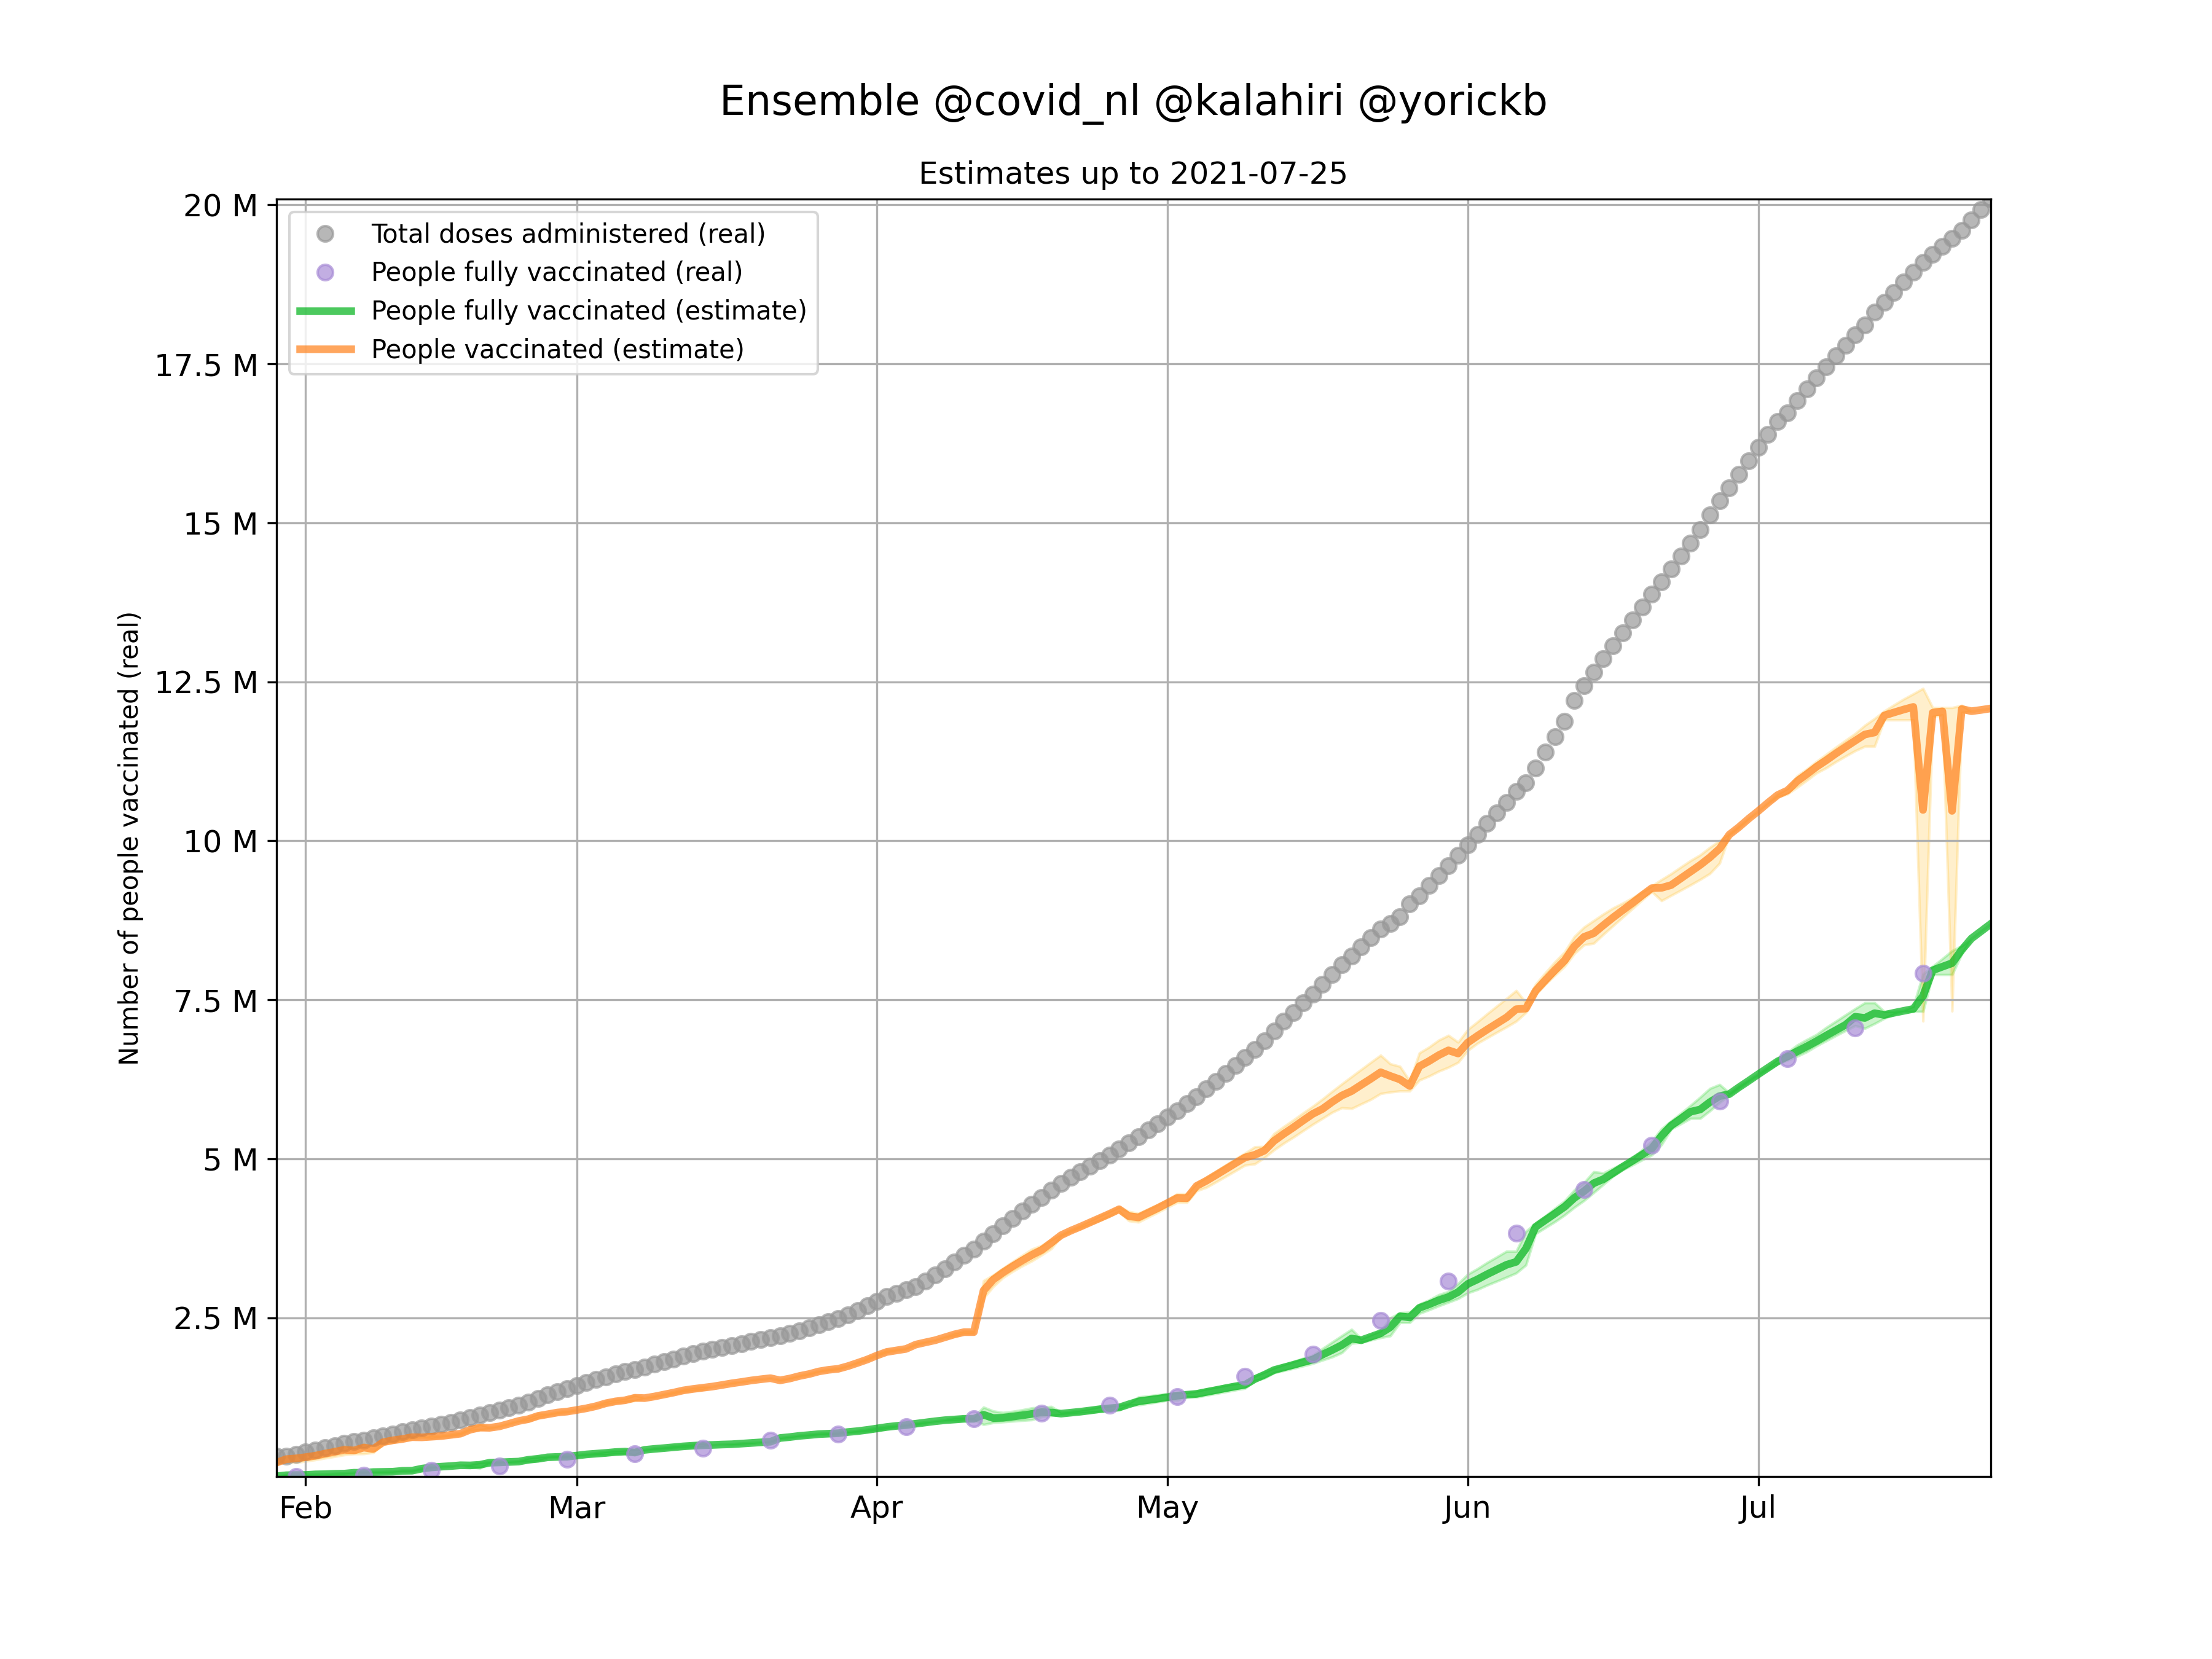 Ensemble @covid_nl @kalahiri @yorickb
Estimates up to 2021-07-25
20 M
17.5 M
15 M
12.5 M
10 M
7.5 M
5 M
2.5 M
Number of people vaccinated (real)
Total doses administered (real)
People fully vaccinated (real)
People fully vaccinated (estimate)
People vaccinated (estimate)
Feb Mar Apr May Jun Jul